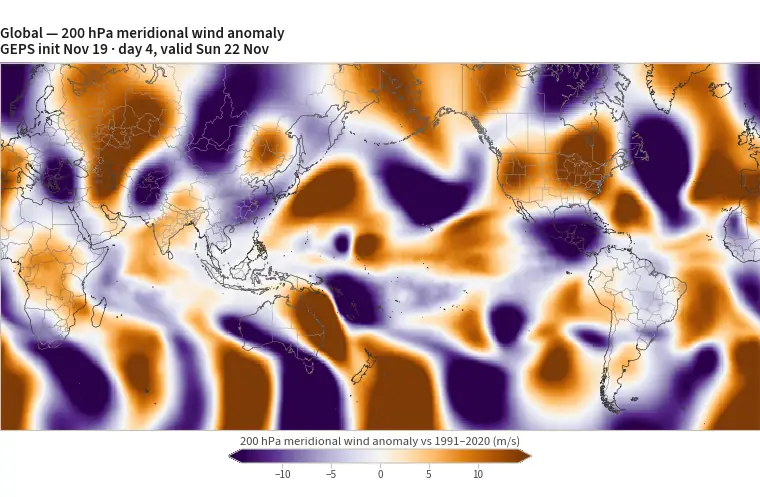 Global — 200 hPa meridional wind anomaly
GEPS init Nov 19 · day 4, valid Sun 22 Nov
200 hPa meridional wind anomaly vs 1991–2020 (m/s)
−10 −5 0 5 10